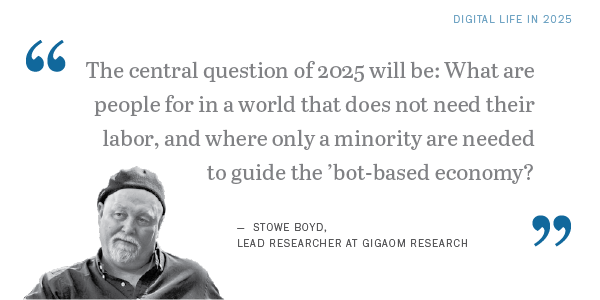 DIGITAL LIFE IN 2025
“The central question of 2025 will be: What are
people for in a world that does not need their
labor, and where only a minority are needed
to guide the ’bot-based economy?
— STOWE BOYD,
LEAD RESEARCHER AT GIGAOM RESEARCH ”